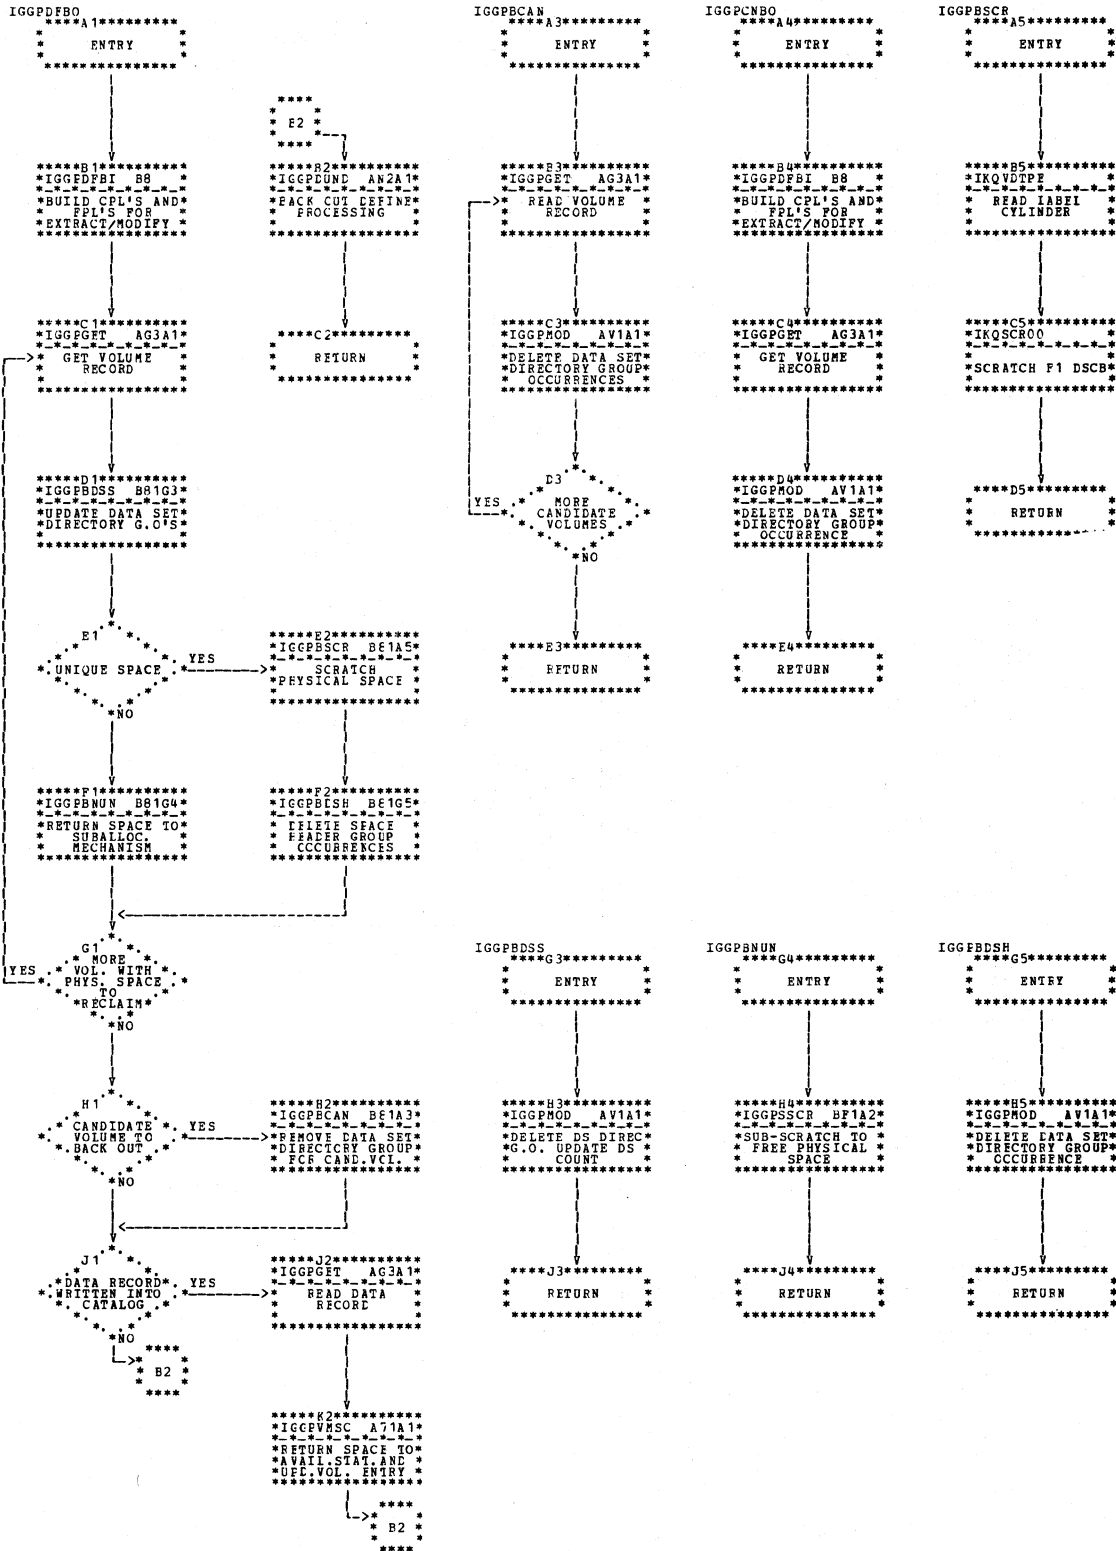 IGGPDFBO
A1
ENTRY
B1
IGGPDFBI B8
BUILD CPL'S AND
FPL'S FOR
EXTRACT/MODIFY
C1
IGGPGET AG3A1
GET VOLUME
RECORD
D1
IGGPBDSS B81G3
UPDATE DATA SET
DIRECTORY G.O'S
E1
UNIQUE SPACE
YES
NO
F1
IGGPBNUN B81G4
RETURN SPACE TO
SUBALLOC.
MECHANISM
G1
MORE
VOL. WITH
PHYS. SPACE
TO
RECLAIM
YES
NO
H1
CANDIDATE
VOLUME TO
BACK OUT
YES
NO
J1
DATA RECORD
WRITTEN INTO
CATALOG
YES
NO
B2
B2
B2
IGGPDUND AN2A1
BACK OUT DEFINE
PROCESSING
C2
RETURN
E2
IGGPBSCR B81A5
SCRATCH
PHYSICAL SPACE
F2
IGGPBDSH B81G5
DELETE SPACE
HEADER GROUP
OCCURRENCES
H2
IGGPBCAN B81A3
REMOVE DATA SET
DIRECTORY GROUP
FOR CAND.VOL.
J2
IGGPGET AG3A1
READ DATA
RECORD
K2
IGGPVMSC A71A1
RETURN SPACE TO
AVAIL.STAT.AND
UPD.VOL. ENTRY
B2
IGGPBCAN
A3
ENTRY
B3
IGGPGET AG3A1
READ VOLUME
RECORD
C3
IGGPMOD AV1A1
DELETE DATA SET
DIRECTORY GROUP
OCCURRENCES
D3
MORE
CANDIDATE
VOLUMES
YES
NO
E3
RETURN
IGGPBDSS
G3
ENTRY
H3
IGGPMOD AV1A1
DELETE DS DIREC
G.O. UPDATE DS
COUNT
J3
RETURN
IGGPCNBO
A4
ENTRY
B4
IGGPDFBI B8
BUILD CPL'S AND
FPL'S FOR
EXTRACT/MODIFY
C4
IGGPGET AG3A1
GET VOLUME
RECORD
D4
IGGPMOD AV1A1
DELETE DATA SET
DIRECTORY GROUP
OCCURRENCE
E4
RETURN
IGGPBNUN
G4
ENTRY
H4
IGGPSSCR BF1A2
SUB-SCRATCH TO
FREE PHYSICAL
SPACE
J4
RETURN
IGGPBSCR
A5
ENTRY
B5
IKQVDTPE
READ LABEL
CYLINDER
C5
IKQSCR00
SCRATCH F1 DSCB
D5
RETURN
IGGPBDSH
G5
ENTRY
H5
IGGPMOD AV1A1
DELETE DATA SET
DIRECTORY GROUP
OCCURRENCE
J5
RETURN